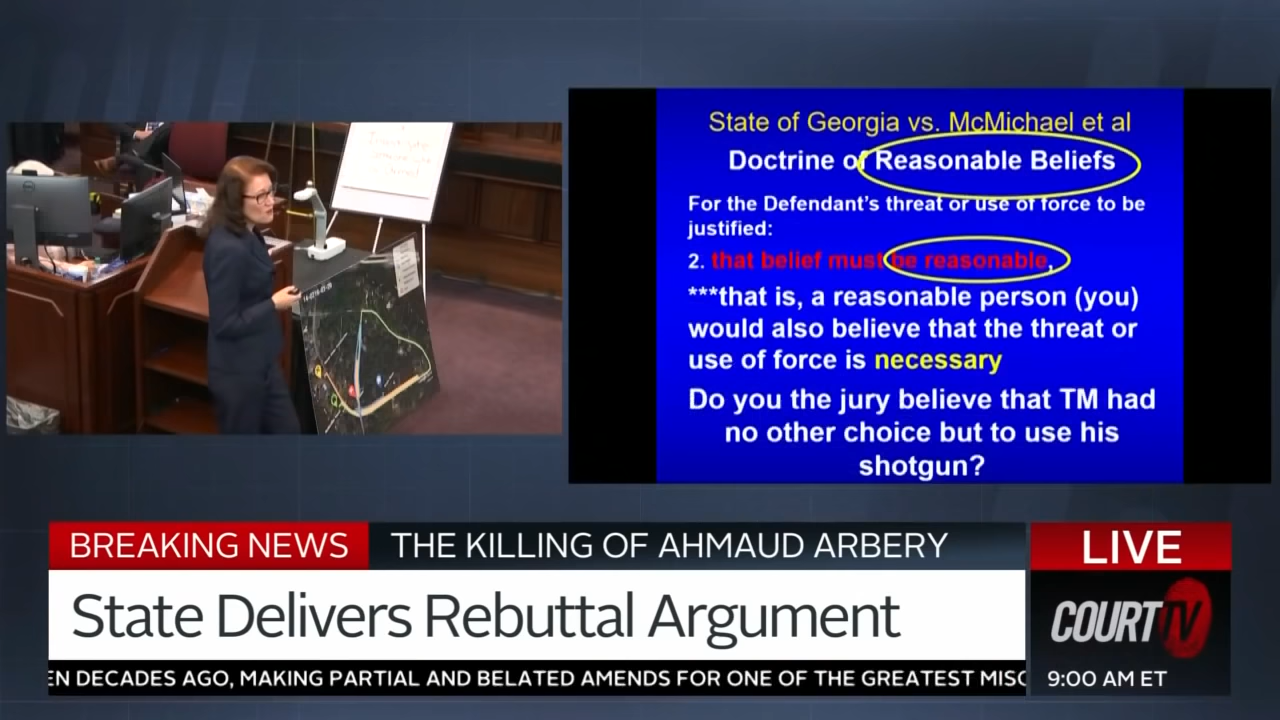 State of Georgia vs. McMichael et al
Doctrine of Reasonable Beliefs
For the Defendant's threat or use of force to be
justified:
2. that belief must be reasonable,
***that is, a reasonable person (you)
would also believe that the threat or
use of force is necessary
Do you the jury believe that TM had
no other choice but to use his
shotgun?
BREAKING NEWS
THE KILLING OF AHMAUD ARBERY
LIVE
State Delivers Rebuttal Argument
COURT TV
EN DECADES AGO, MAKING PARTIAL AND BELATED AMENDS FOR ONE OF THE GREATEST MISC
9:00 AM ET